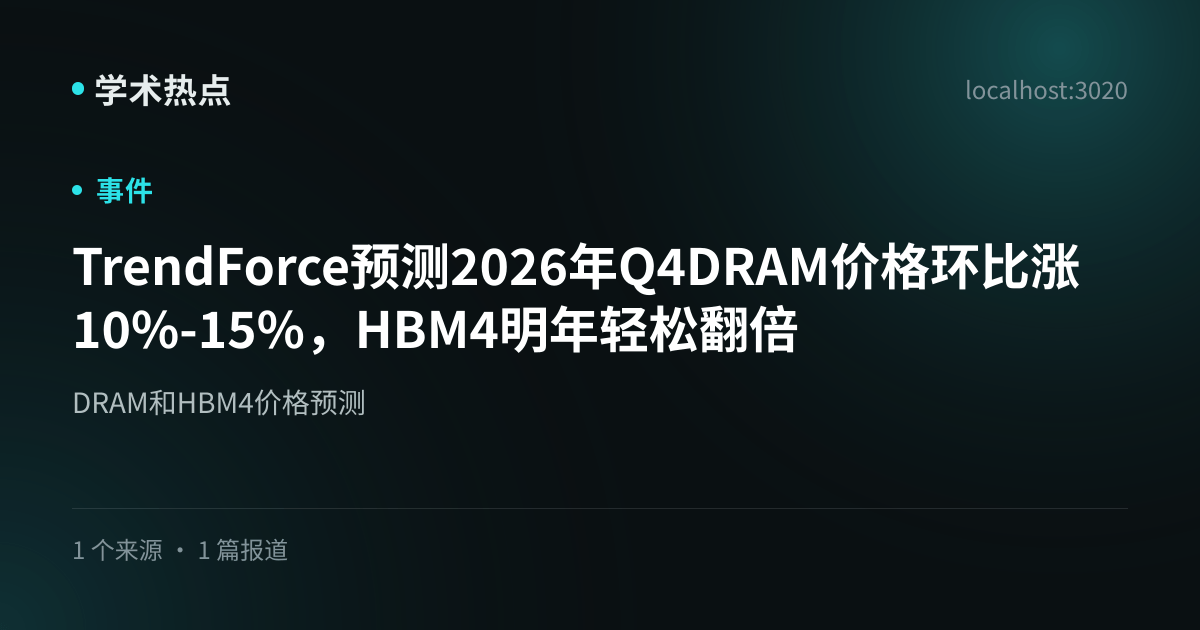 学术热点
localhost:3020
事件
TrendForce预测2026年Q4DRAM价格环比涨
10%-15%，HBM4明年轻松翻倍
DRAM和HBM4价格预测
1 个来源 · 1 篇报道